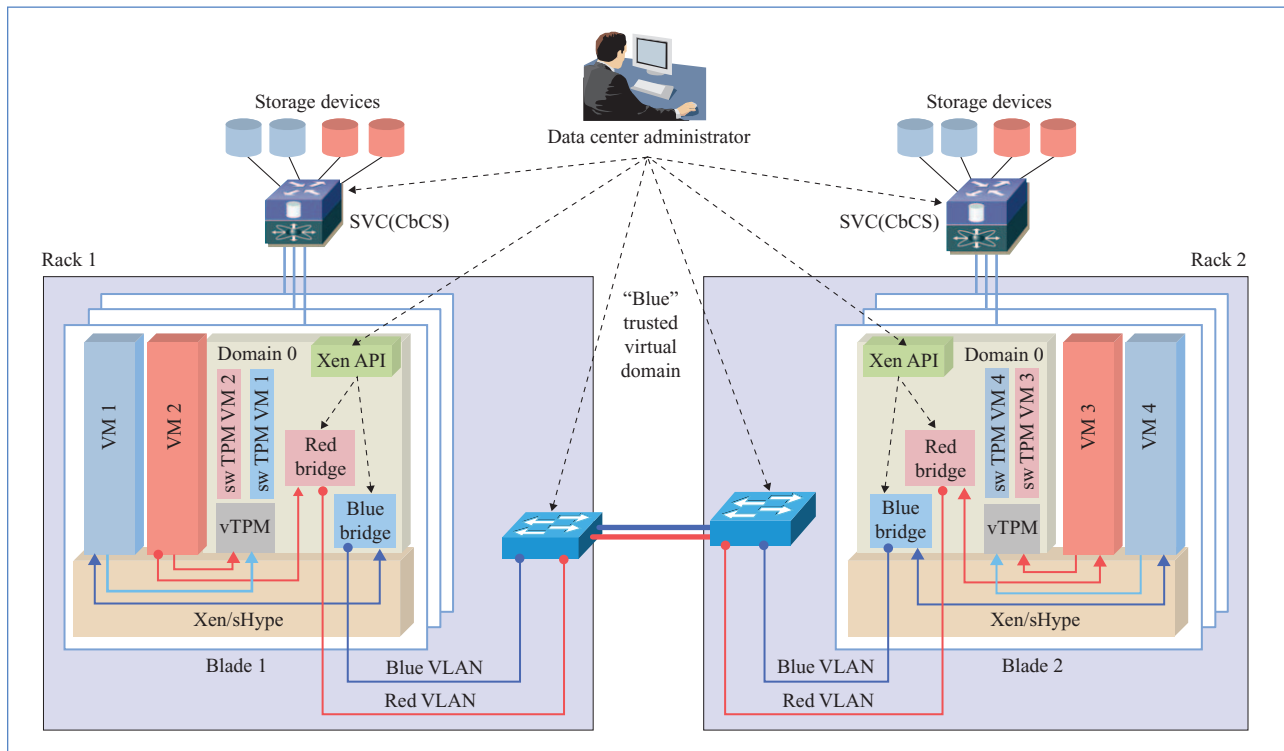 Storage devices
Data center administrator
Storage devices
SVC(CbCS)
SVC(CbCS)
Rack 1
Rack 2
"Blue"
trusted
virtual
domain
VM 1
VM 2
Domain 0
sw TPM VM 2
sw TPM VM 1
Xen API
Red
bridge
Blue
bridge
vTPM
Xen/sHype
Blade 1
Blue VLAN
Red VLAN
Xen API
Domain 0
Red
bridge
Blue
bridge
sw TPM VM 4
sw TPM VM 3
vTPM
VM 3
VM 4
Xen/sHype
Blade 2
Blue VLAN
Red VLAN